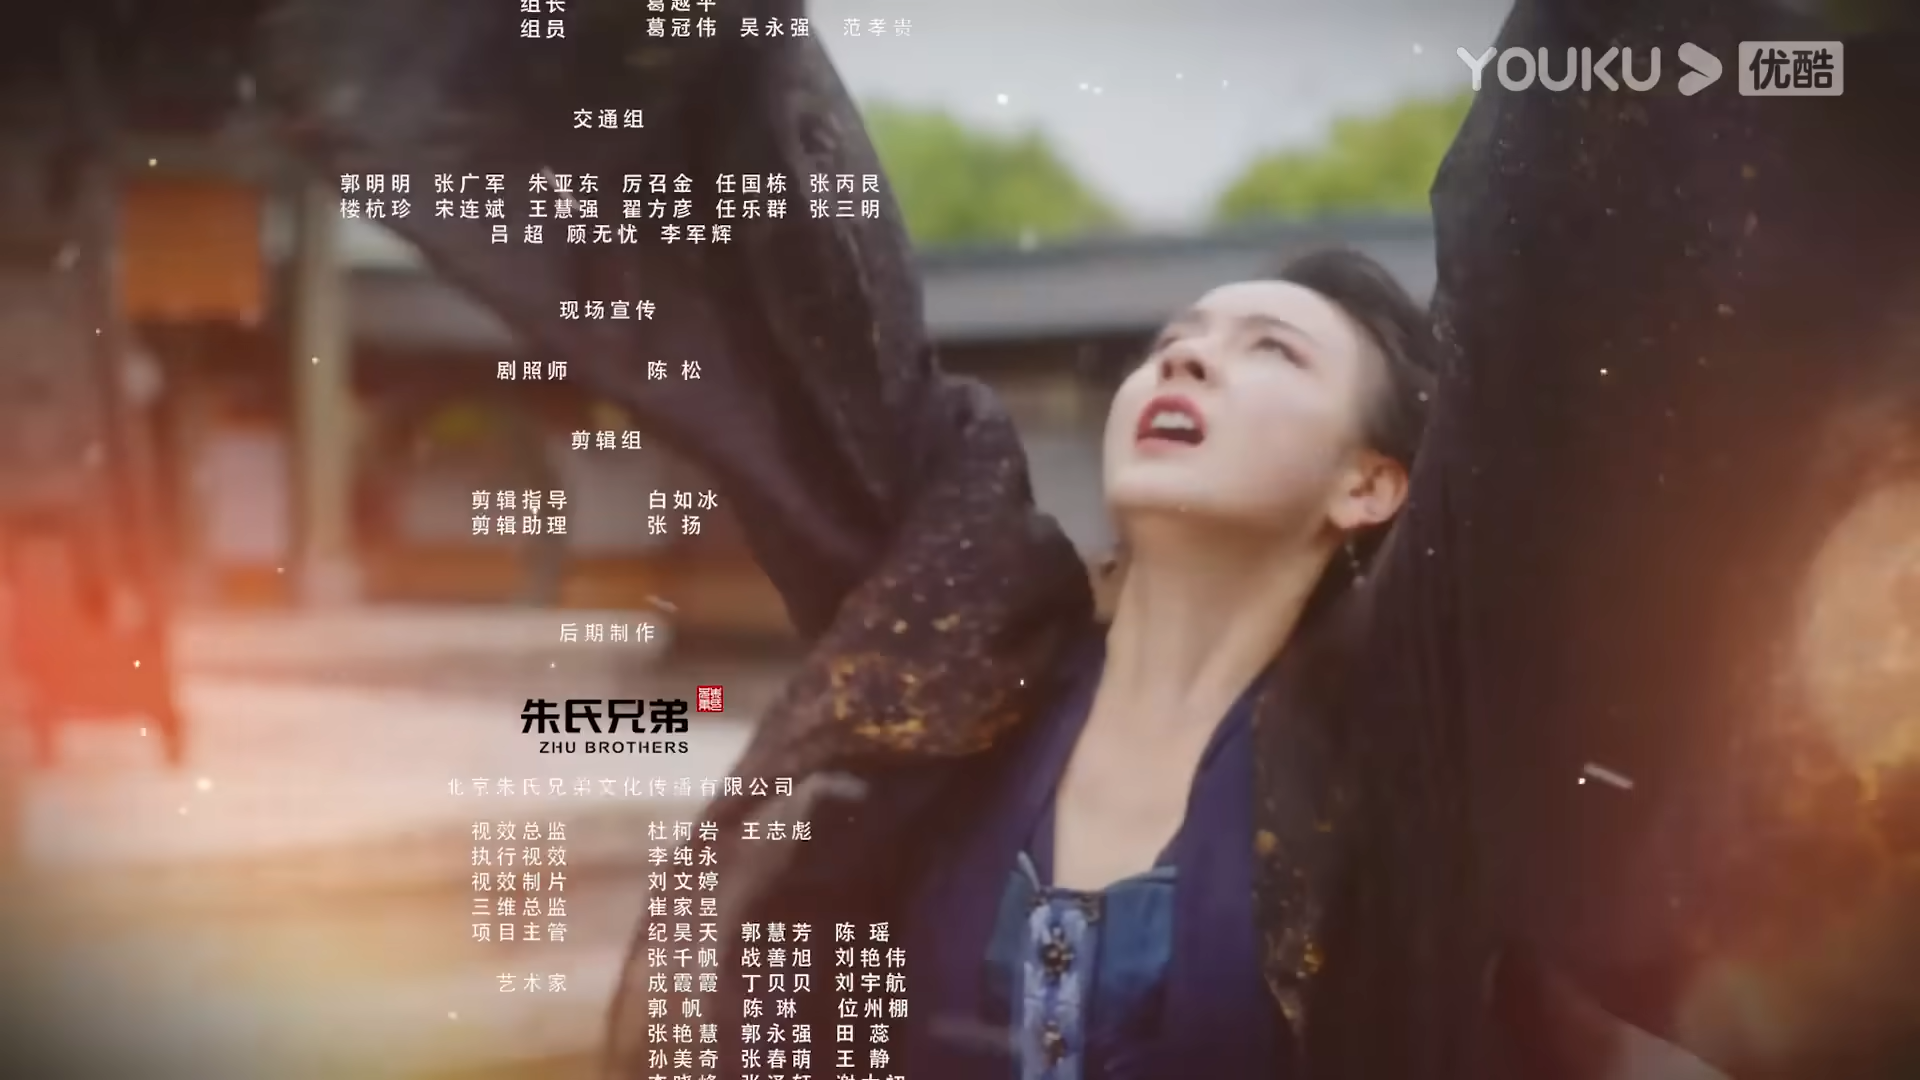 组长 葛越平
组员 葛冠伟 吴永强 范孝贵
YOUKU 优酷
交通组
郭明明 张广军 朱亚东 厉召金 任国栋 张丙艮
楼杭珍 宋连斌 王慧强 翟方彦 任乐群 张三明
吕超 顾无忧 李军辉
现场宣传
剧照师 陈松
剪辑组
剪辑指导 白如冰
剪辑助理 张扬
后期制作
朱氏兄弟
ZHU BROTHERS
北京朱氏兄弟文化传播有限公司
视效总监 杜柯岩 王志彪
执行视效 李纯永
视效制片 刘文婷
三维总监 崔家昱
项目主管 纪昊天 郭慧芳 陈瑶
张千帆 战善旭 刘艳伟
艺术家 成霞霞 丁贝贝 刘宇航
郭帆 陈琳 位州棚
张艳慧 郭永强 田蕊
孙美奇 张春萌 王静